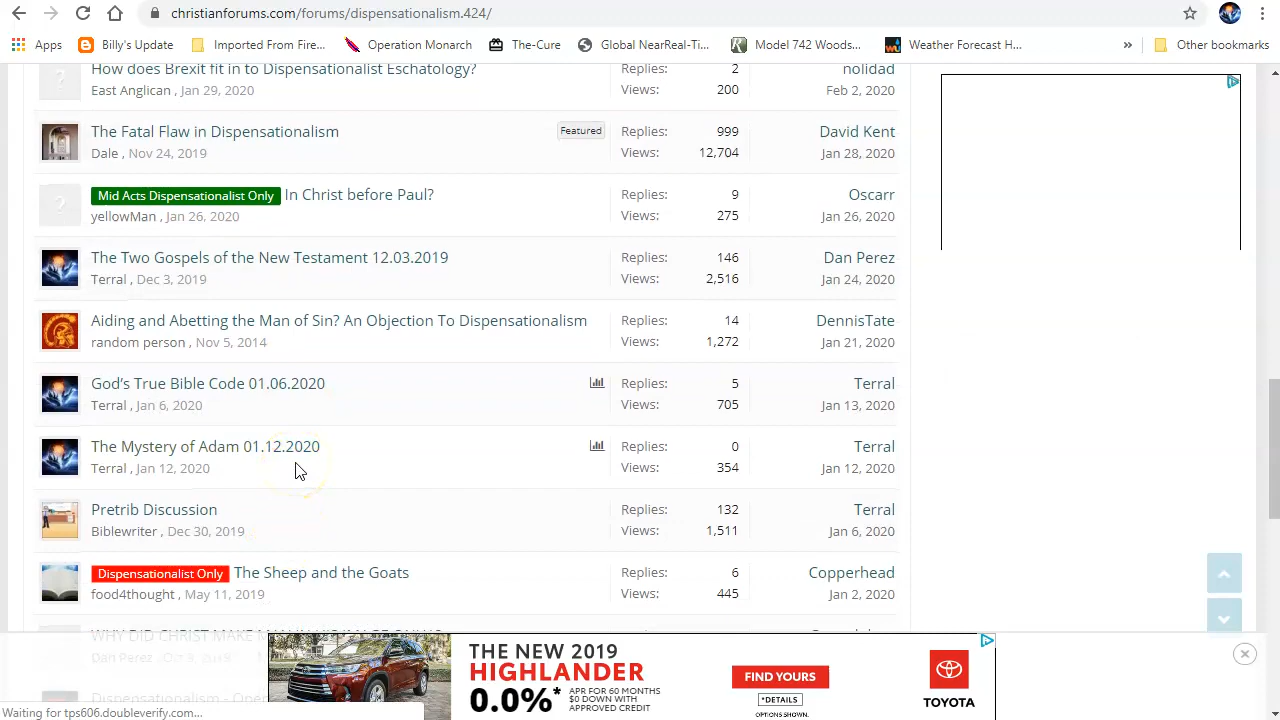 christianforums.com/forums/dispensationalism.424/
Apps Billy's Update Imported From Fire... Operation Monarch The-Cure Global NearReal-Ti... Motel 742 Woods... Weather Forecast H... » Other bookmarks
How does Brexit fit in to Dispensationalist Eschatology? Replies: 2 nolidad
East Anglican , Jan 29, 2020 Views: 200 Feb 2, 2020
The Fatal Flaw in Dispensationalism Featured Replies: 999 David Kent
Dale , Nov 24, 2019 Views: 12,704 Jan 28, 2020
Mid Acts Dispensationalist Only In Christ before Paul? Replies: 9 Oscarr
yellowMan , Jan 26, 2020 Views: 275 Jan 26, 2020
The Two Gospels of the New Testament 12.03.2019 Replies: 146 Dan Perez
Terral , Dec 3, 2019 Views: 2,516 Jan 24, 2020
Aiding and Abetting the Man of Sin? An Objection To Dispensationalism Replies: 14 DennisTate
random person , Nov 5, 2014 Views: 1,272 Jan 21, 2020
God's True Bible Code 01.06.2020 Replies: 5 Terral
Terral , Jan 6, 2020 Views: 705 Jan 13, 2020
The Mystery of Adam 01.12.2020 Replies: 0 Terral
Terral , Jan 12, 2020 Views: 354 Jan 12, 2020
Pretrib Discussion Replies: 132 Terral
Biblewriter , Dec 30, 2019 Views: 1,511 Jan 6, 2020
Dispensationalist Only The Sheep and the Goats Replies: 6 Copperhead
food4thought , May 11, 2019 Views: 445 Jan 2, 2020
WHY DID CHRIST MAKE
Dan Perez
Dispensationalism
THE NEW 2019
HIGHLANDER
0.0%* APR FOR 60 MONTHS
$0 DOWN WITH
APPROVED CREDIT
FIND YOURS
*DETAILS
OPTIONS SHOWN.
TOYOTA
Waiting for tps606.doubleverify.com...